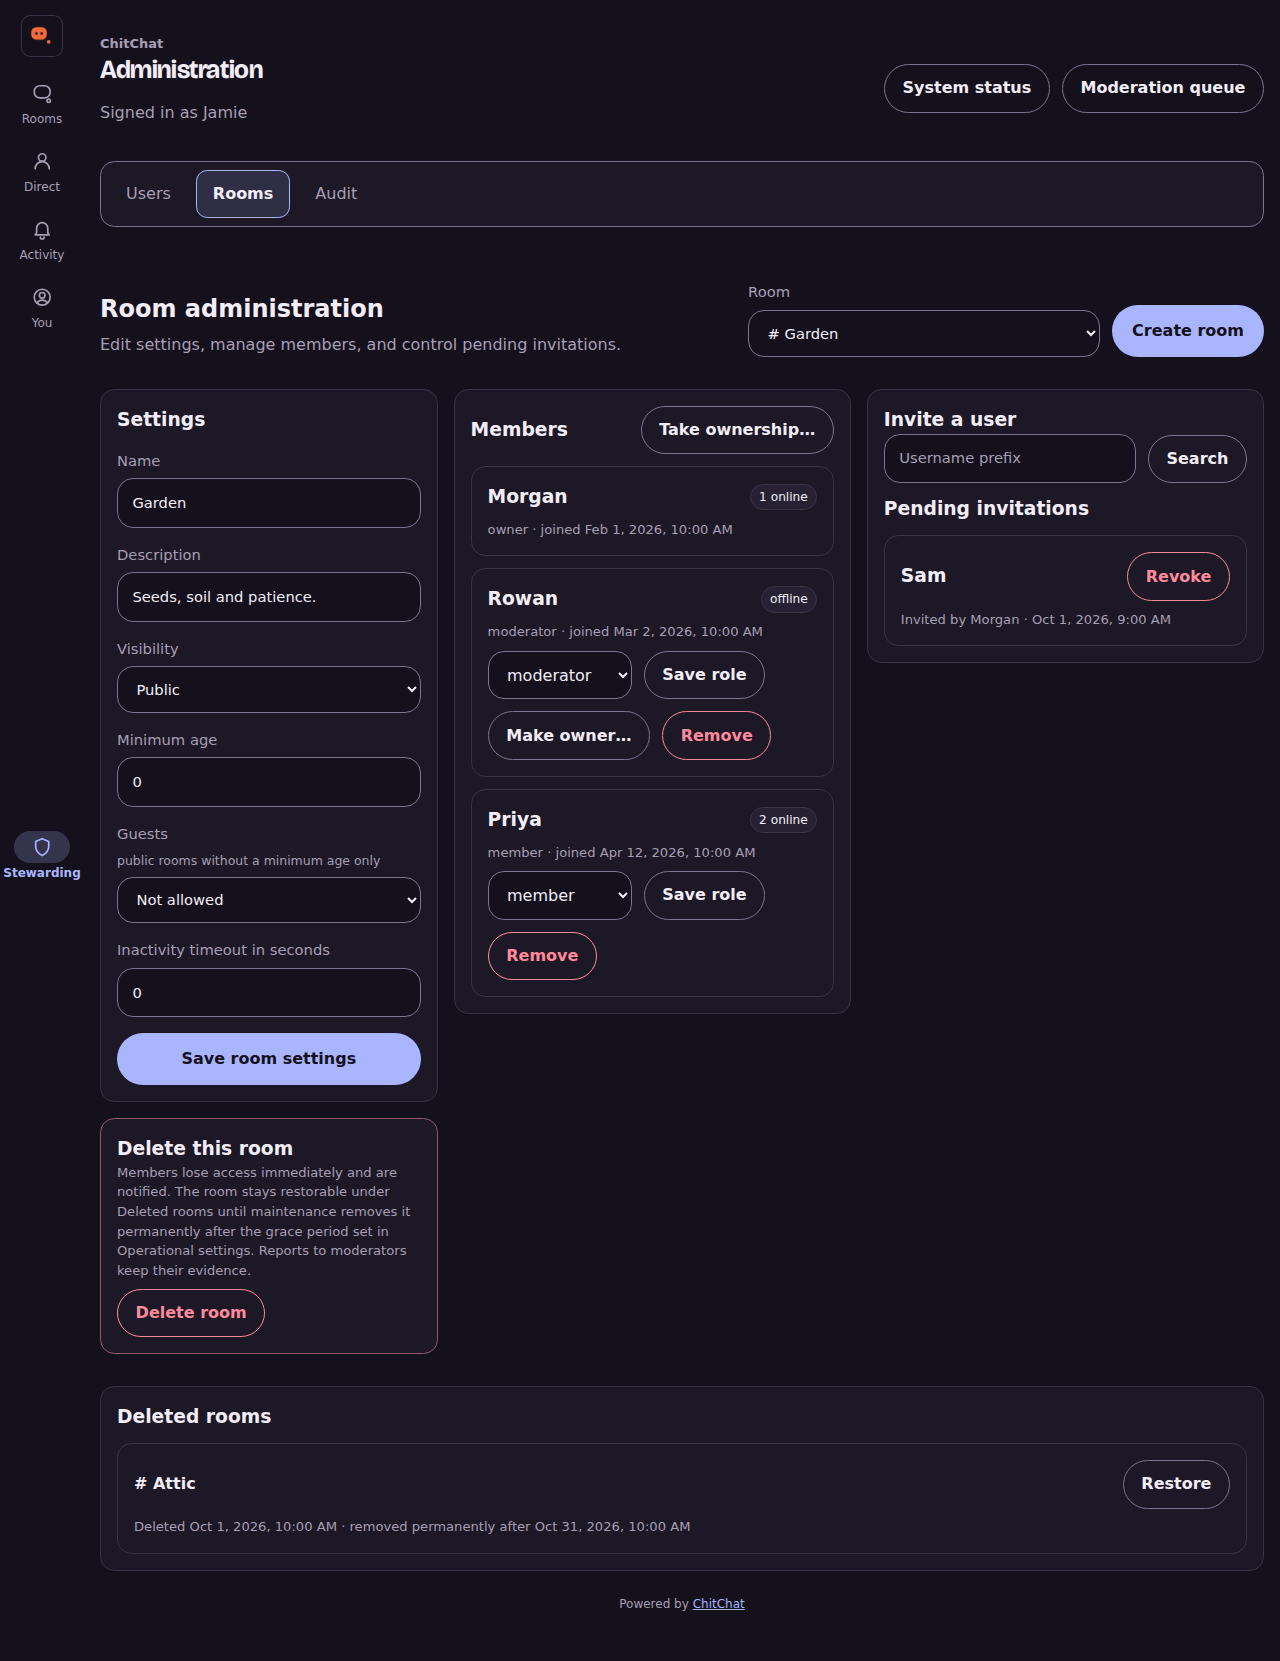 ChitChat
Administration
Signed in as Jamie
System status
Moderation queue
Rooms
Direct
Activity
You
Stewarding
Users
Rooms
Audit
Room administration
Edit settings, manage members, and control pending invitations.
Room
# Garden
Create room
Settings
Name
Garden
Description
Seeds, soil and patience.
Visibility
Public
Minimum age
0
Guests
public rooms without a minimum age only
Not allowed
Inactivity timeout in seconds
0
Save room settings
Members
Take ownership…
Morgan
1 online
owner · joined Feb 1, 2026, 10:00 AM
Rowan
offline
moderator · joined Mar 2, 2026, 10:00 AM
moderator
Save role
Make owner…
Remove
Priya
2 online
member · joined Apr 12, 2026, 10:00 AM
member
Save role
Remove
Invite a user
Username prefix
Search
Pending invitations
Sam
Revoke
Invited by Morgan · Oct 1, 2026, 9:00 AM
Delete this room
Members lose access immediately and are
notified. The room stays restorable under
Deleted rooms until maintenance removes it
permanently after the grace period set in
Operational settings. Reports to moderators
keep their evidence.
Delete room
Deleted rooms
# Attic
Restore
Deleted Oct 1, 2026, 10:00 AM · removed permanently after Oct 31, 2026, 10:00 AM
Powered by ChitChat